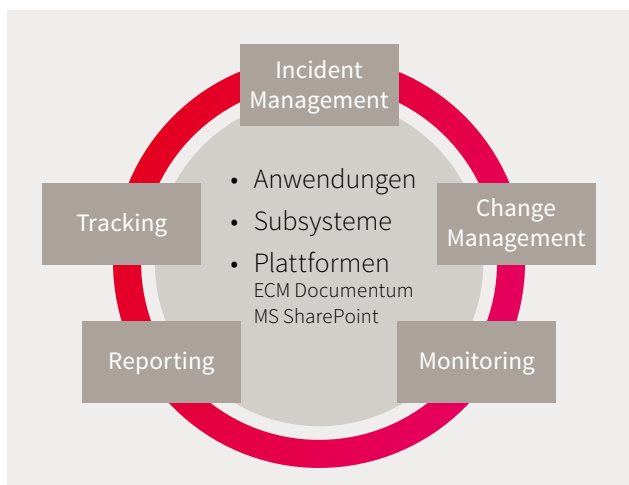 Incident
Management
• Anwendungen
• Subsysteme
• Plattformen
ECM Documentum
MS SharePoint
Tracking
Change
Management
Reporting
Monitoring